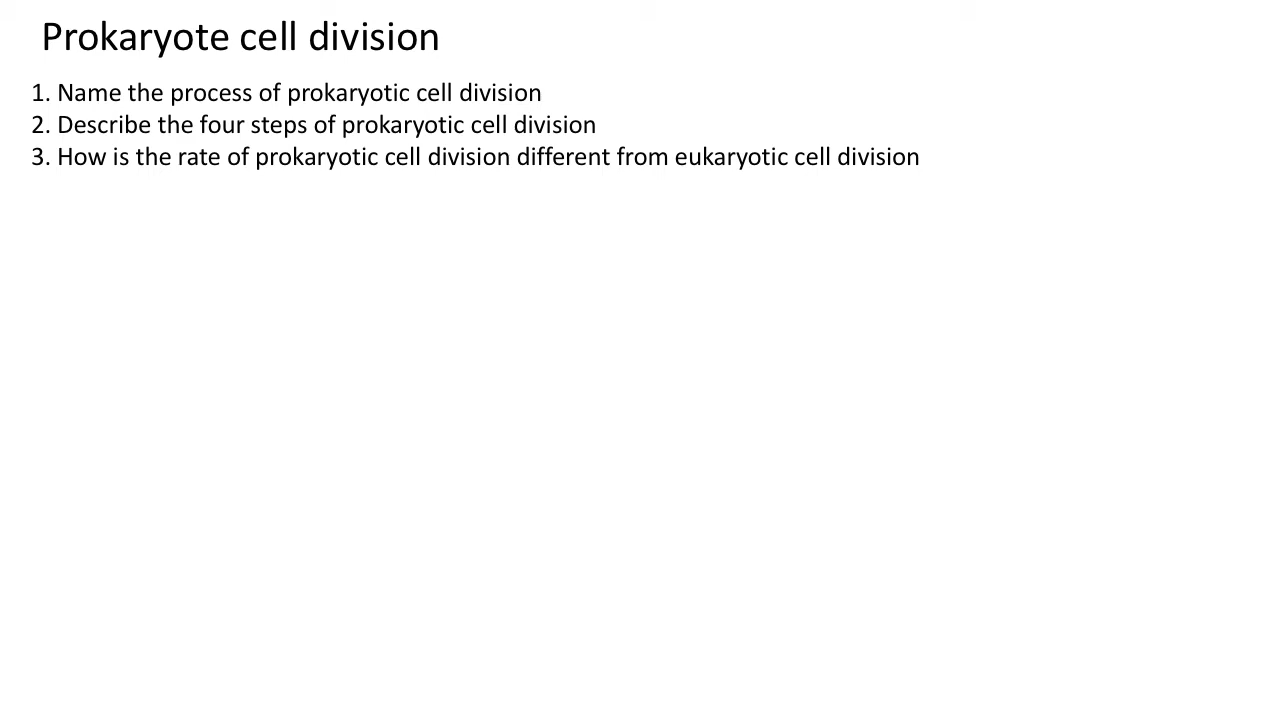 Prokaryote cell division
1. Name the process of prokaryotic cell division
2. Describe the four steps of prokaryotic cell division
3. How is the rate of prokaryotic cell division different from eukaryotic cell division